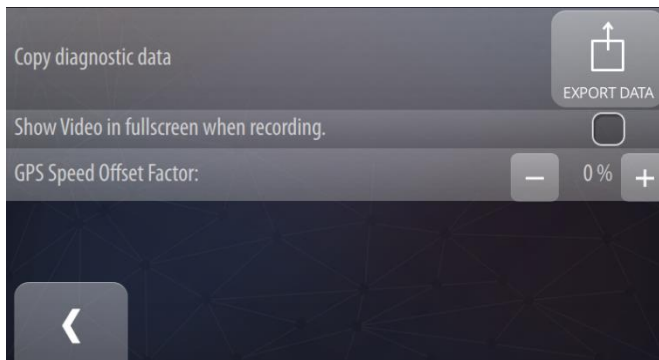 Copy diagnostic data
EXPORT DATA
Show Video in fullscreen when recording.
GPS Speed Offset Factor:
− 0 % +